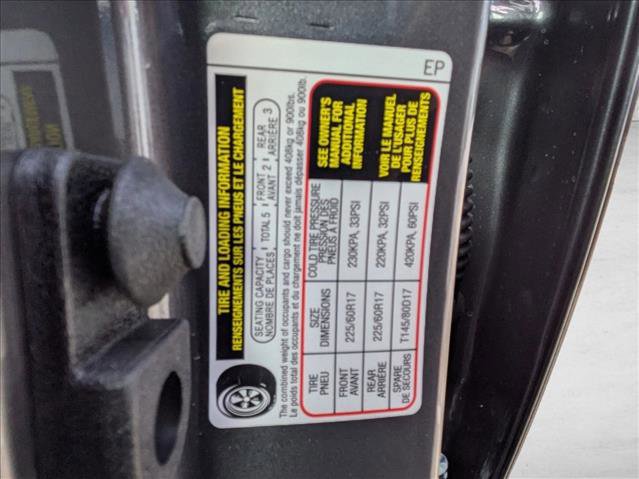 EP
TIRE AND LOADING INFORMATION
RENSEIGNEMENTS SUR LES PNEUS ET LE CHARGEMENT
SEATING CAPACITY TOTAL 5 FRONT 2 REAR 3
NOMBRE DE PLACES AVANT ARRIÈRE
The combined weight of occupants and cargo should never exceed 408kg or 900lbs.
Le poids total des occupants et du chargement ne doit jamais dépasser 408kg ou 900lb.
TIRE SIZE COLD TIRE PRESSURE
PNEU DIMENSIONS PRESSION DES
PNEUS À FROID
FRONT 225/60R17 230KPA, 33PSI
AVANT
REAR 225/60R17 220KPA, 32PSI
ARRIÈRE
SPARE T145/80D17 420KPA, 60PSI
DE SECOURS
SEE OWNER'S
MANUAL FOR
ADDITIONAL
INFORMATION
VOIR LE MANUEL
DE L'USAGER
POUR PLUS DE
RENSEIGNEMENTS